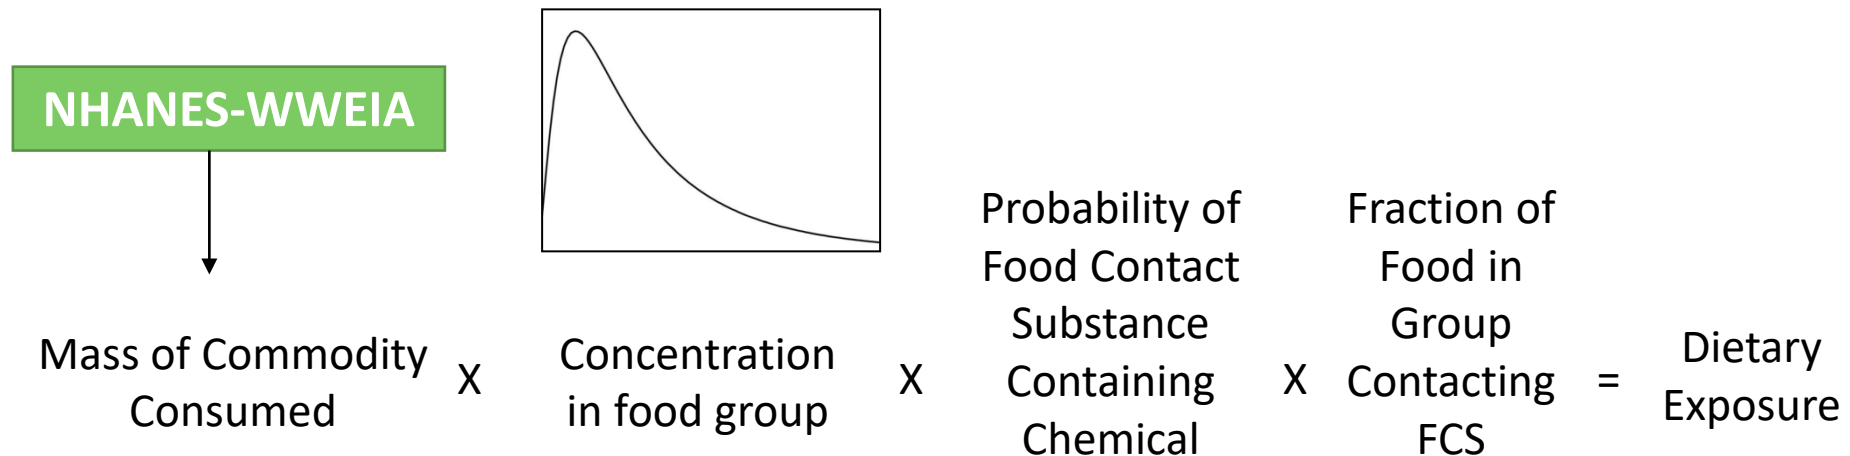 NHANES-WWEIA
Mass of Commodity
Consumed
X
Concentration
in food group
X
Probability of
Food Contact
Substance
Containing
Chemical
X
Fraction of
Food in
Group
Contacting
FCS
=
Dietary
Exposure